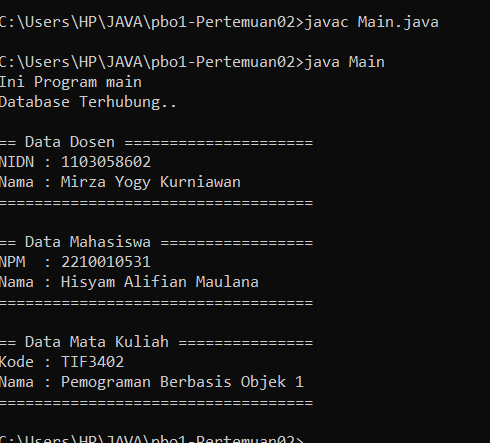 C:\Users\HP\JAVA\pbo1-Pertemuan02>javac Main.java
C:\Users\HP\JAVA\pbo1-Pertemuan02>java Main
Ini Program main
Database Terhubung..
== Data Dosen =====================
NIDN : 1103058602
Nama : Mirza Yogy Kurniawan
===================================
== Data Mahasiswa =================
NPM  : 2210010531
Nama : Hisyam Alifian Maulana
===================================
== Data Mata Kuliah ===============
Kode : TIF3402
Nama : Pemograman Berbasis Objek 1
===================================
C:\Users\HP\JAVA\pbo1-Pertemuan02>